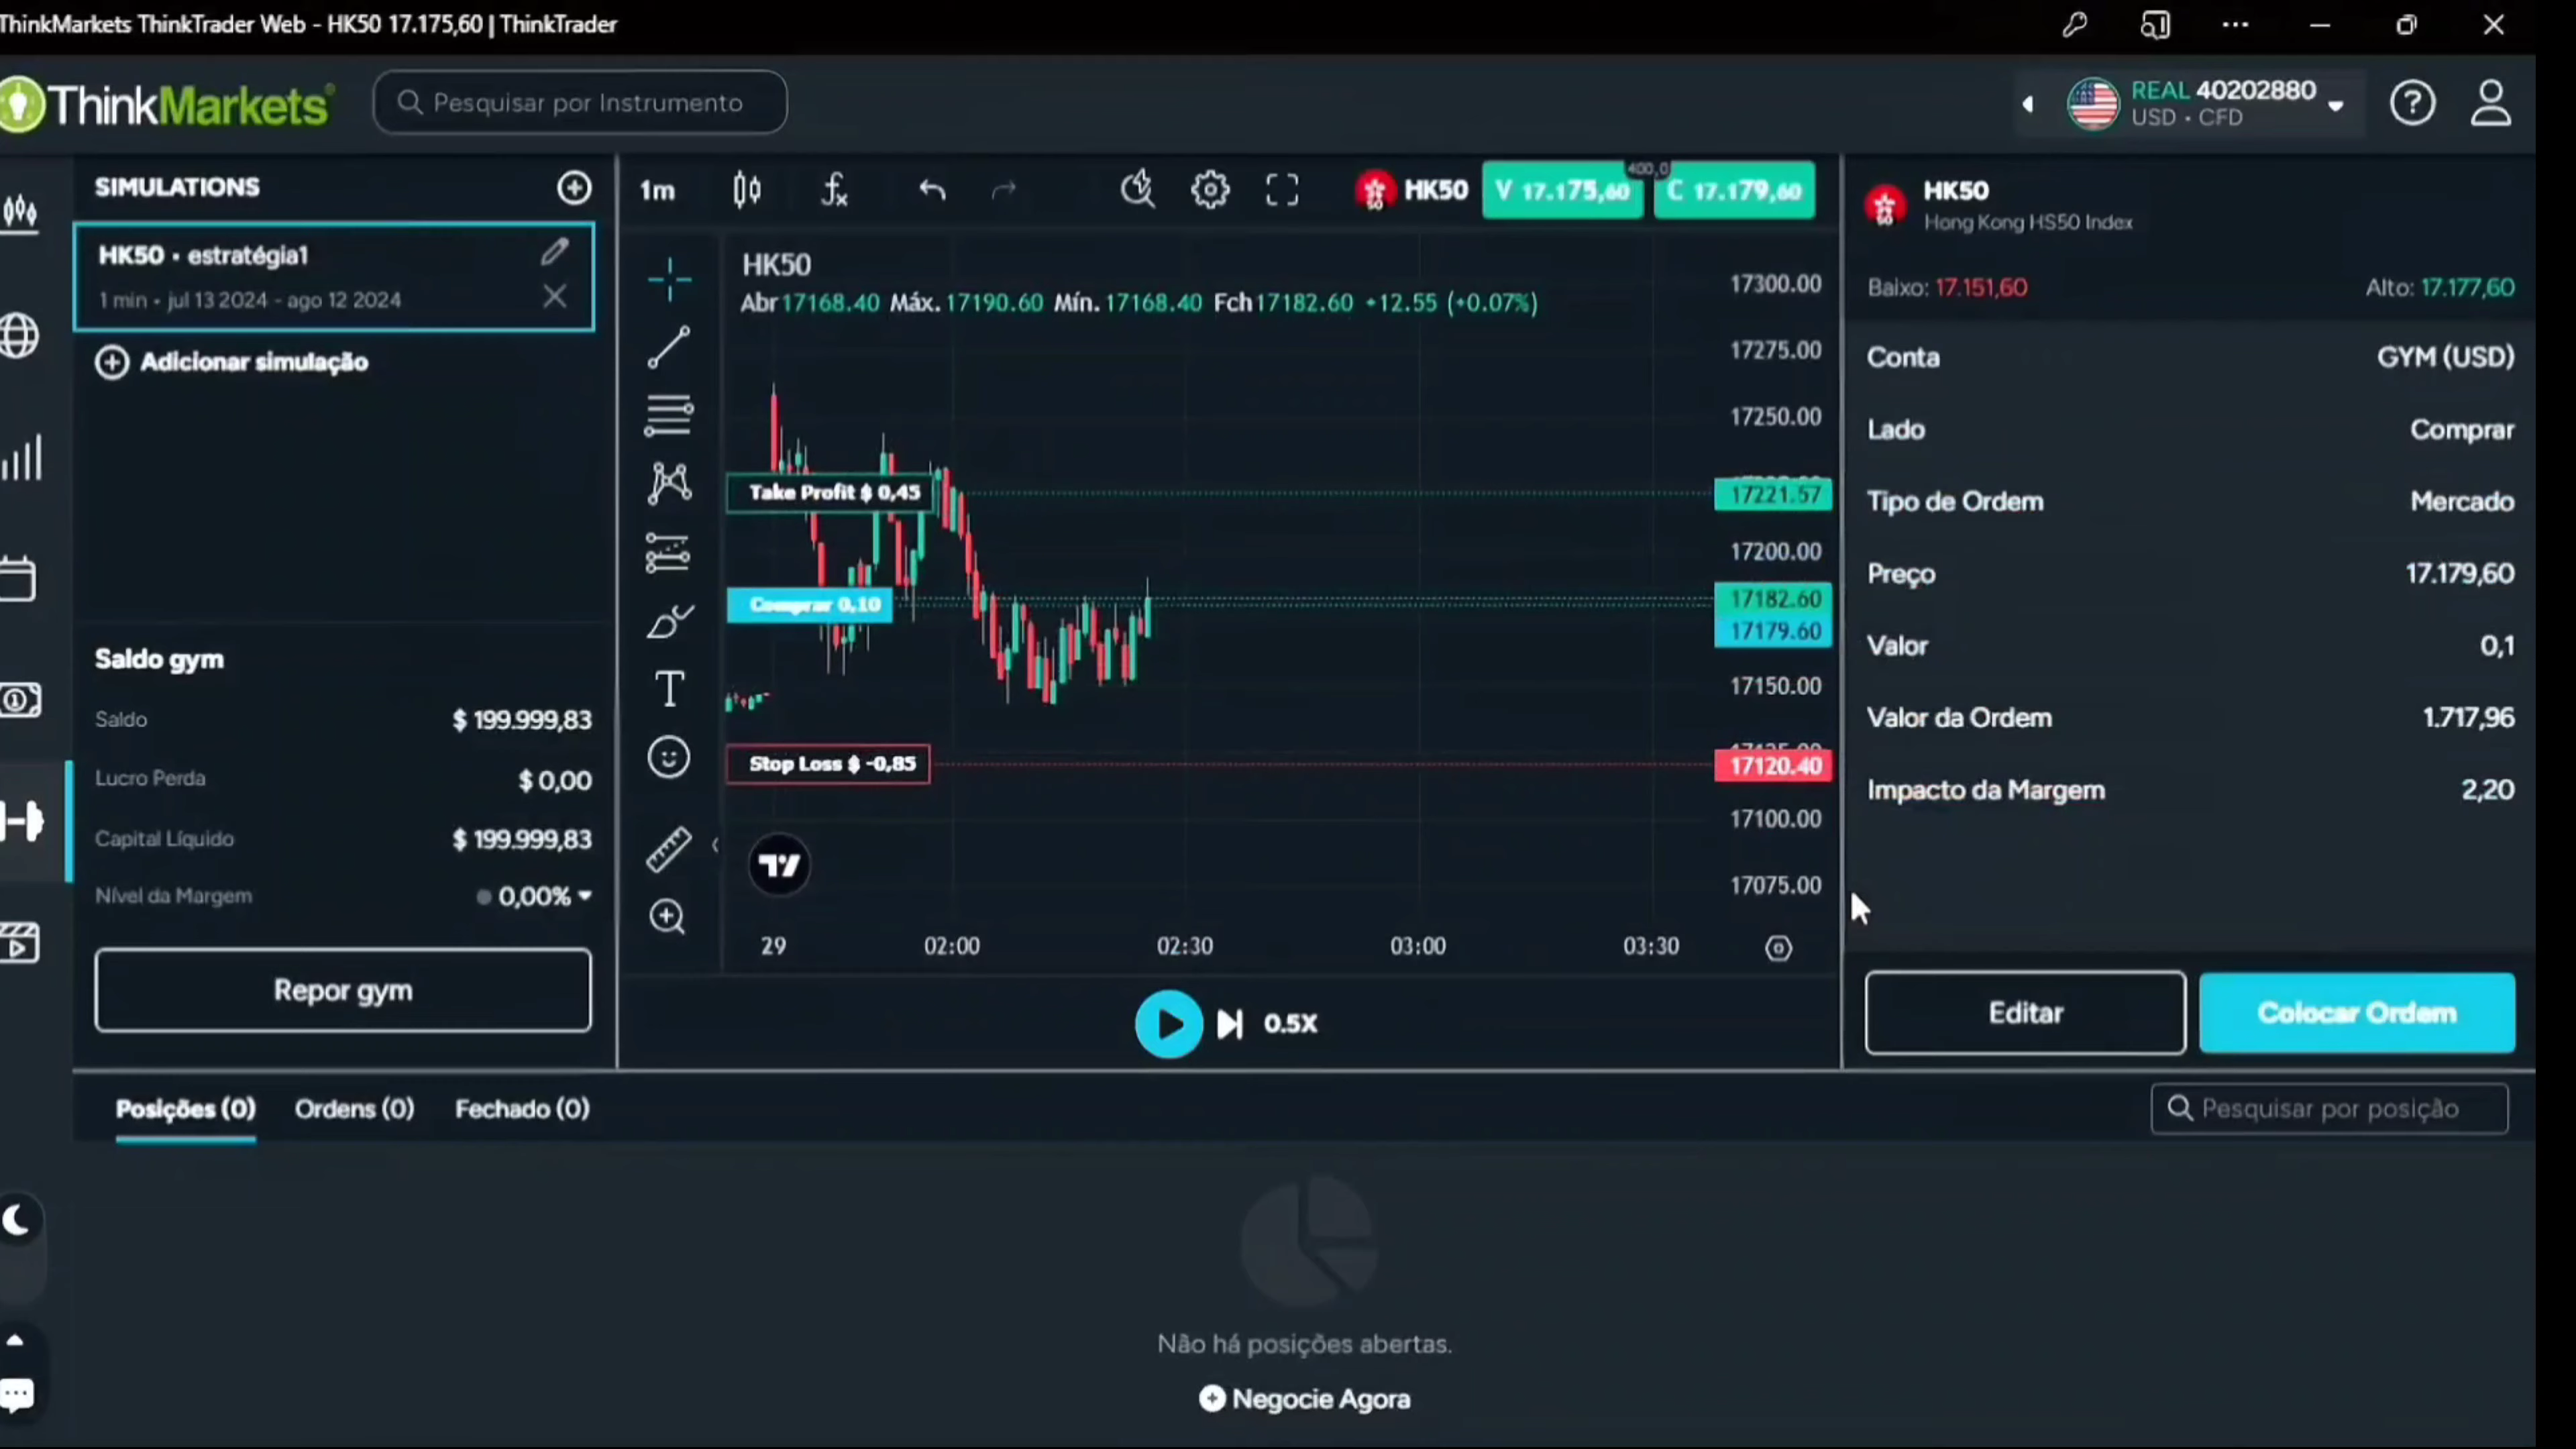 ThinkMarkets ThinkTrader Web - HK50 17.175,60 | ThinkTrader
ThinkMarkets
Pesquisar por Instrumento
REAL 40202880
USD • CFD
SIMULATIONS
HK50 • estratégia1
1 min • jul 13 2024 - ago 12 2024
Adicionar simulação
Saldo gym
Saldo $ 199.999,83
Lucro Perda $ 0,00
Capital Líquido $ 199.999,83
Nível da Margem 0,00%
Repor gym
1m
HK50
V 17.175,60
400,0
C 17.179,60
HK50
Abr 17168.40 Máx. 17190.60 Mín. 17168.40 Fch 17182.60 +12.55 (+0.07%)
17300.00
17275.00
17250.00
Take Profit $ 0,45
17221.57
17200.00
Comprar 0,10
17182.60
17179.60
17150.00
Stop Loss $ -0,85
17120.40
17100.00
17075.00
29 02:00 02:30 03:00 03:30
0.5X
HK50
Hong Kong HS50 Index
Baixo: 17.151,60 Alto: 17.177,60
Conta GYM (USD)
Lado Comprar
Tipo de Ordem Mercado
Preço 17.179,60
Valor 0,1
Valor da Ordem 1.717,96
Impacto da Margem 2,20
Editar
Colocar Ordem
Posições (0) Ordens (0) Fechado (0)
Pesquisar por posição
Não há posições abertas.
Negocie Agora